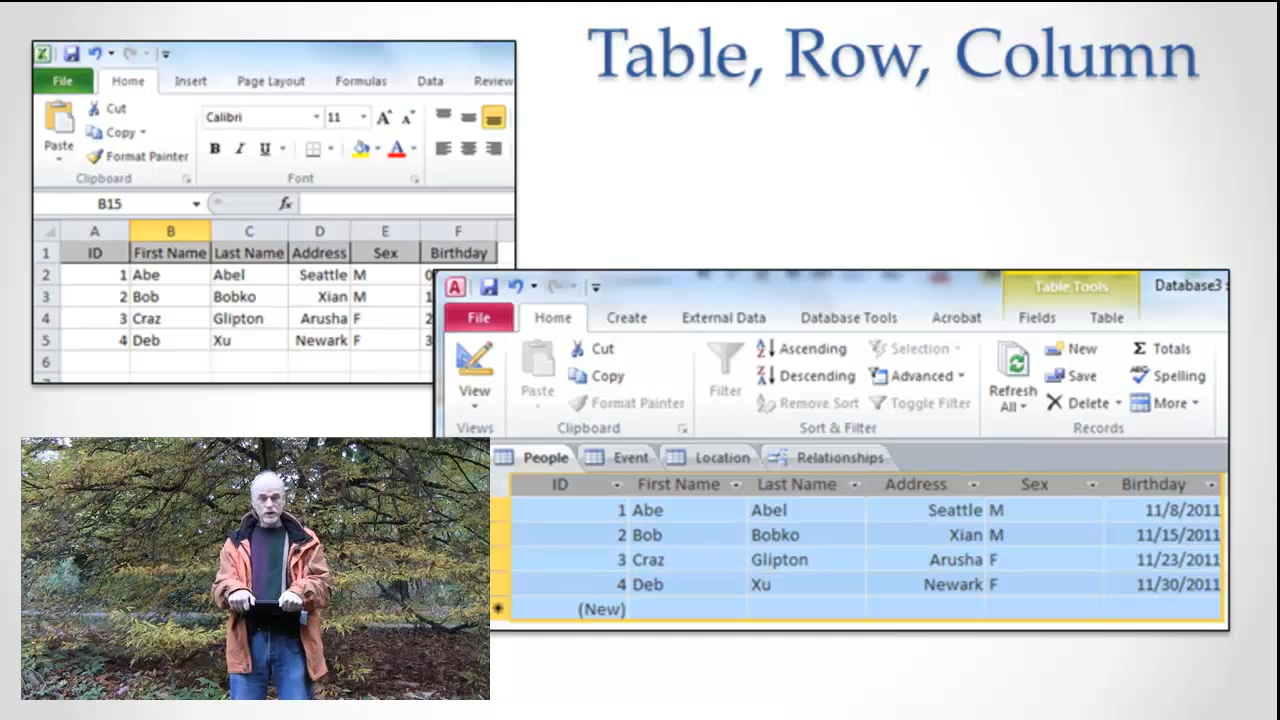 Table, Row, Column
File Home Insert Page Layout Formulas Data Review
Paste
Cut
Copy
Format Painter
Clipboard
Calibri 11
B I U
A A
Font
B15 fx
A B C D E F
1 ID First Name Last Name Address Sex Birthday
2 1 Abe Abel Seattle M 0
3 2 Bob Bobko Xian M 1
4 3 Craz Glipton Arusha F 2
5 4 Deb Xu Newark F 3
6
Table Tools Database3 :
File Home Create External Data Database Tools Acrobat Fields Table
View
Views
Paste
Cut
Copy
Format Painter
Clipboard
Filter
Ascending
Descending
Remove Sort
Selection
Advanced
Toggle Filter
Sort & Filter
Refresh
All
New
Save
Delete
Σ Totals
Spelling
More
Records
People Event Location Relationships
ID First Name Last Name Address Sex Birthday
1 Abe Abel Seattle M 11/8/2011
2 Bob Bobko Xian M 11/15/2011
3 Craz Glipton Arusha F 11/23/2011
4 Deb Xu Newark F 11/30/2011
(New)